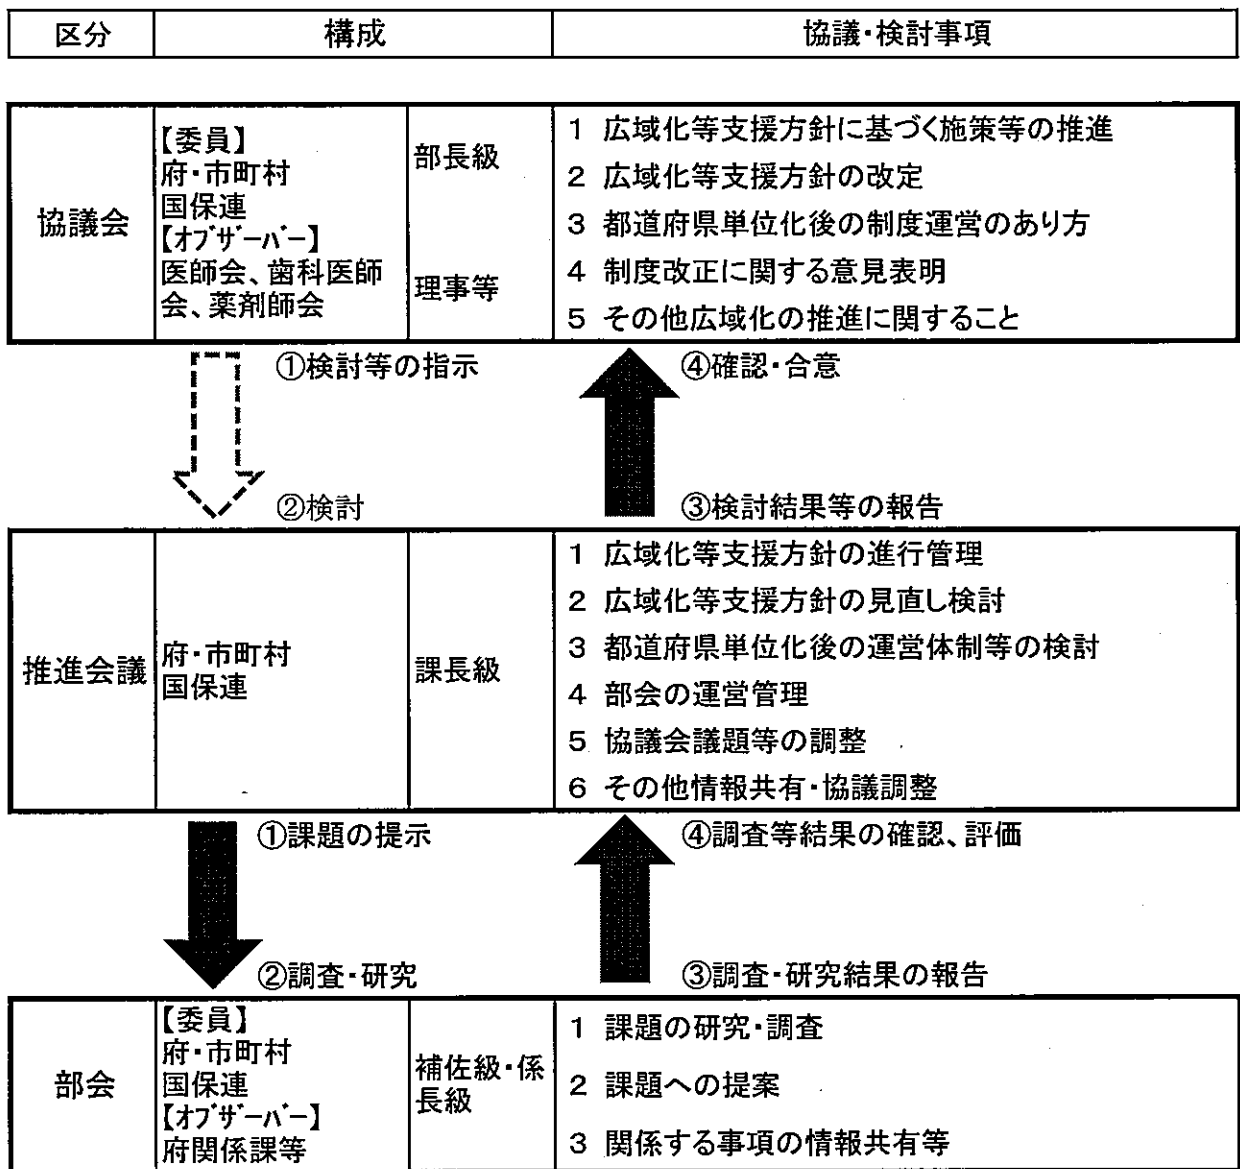 区分 構成 協議・検討事項
協議会
【委員】
府・市町村
国保連
【オブザーバー】
医師会、歯科医師
会、薬剤師会
部長級
理事等
1 広域化等支援方針に基づく施策等の推進
2 広域化等支援方針の改定
3 都道府県単位化後の制度運営のあり方
4 制度改正に関する意見表明
5 その他広域化の推進に関すること
①検討等の指示
④確認・合意
②検討
③検討結果等の報告
推進会議
府・市町村
国保連
課長級
1 広域化等支援方針の進行管理
2 広域化等支援方針の見直し検討
3 都道府県単位化後の運営体制等の検討
4 部会の運営管理
5 協議会議題等の調整
6 その他情報共有・協議調整
①課題の提示
④調査等結果の確認、評価
②調査・研究
③調査・研究結果の報告
部会
【委員】
府・市町村
国保連
【オブザーバー】
府関係課等
補佐級・係
長級
1 課題の研究・調査
2 課題への提案
3 関係する事項の情報共有等